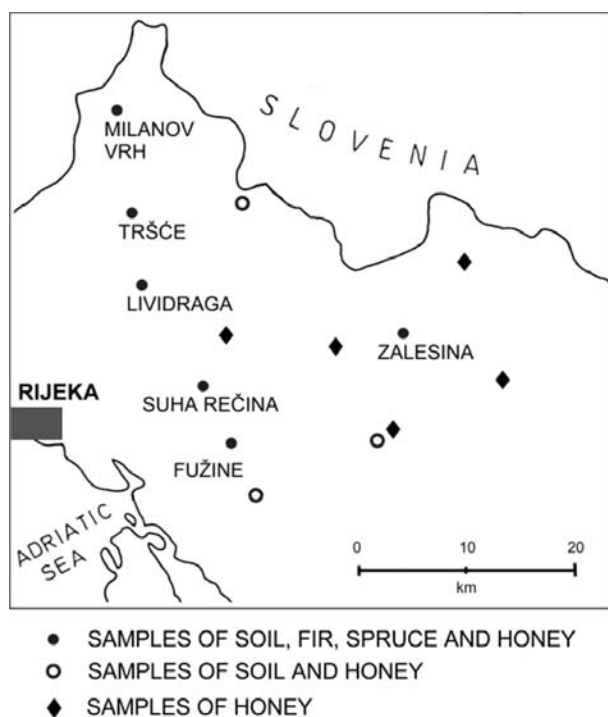 SLOVENIA
MILANOV
VRH
TRŠĆE
LIVIDRAGA
ZALESINA
RIJEKA
SUHA REČINA
FUŽINE
ADRIATIC
SEA
0 10 20
km
SAMPLES OF SOIL, FIR, SPRUCE AND HONEY
SAMPLES OF SOIL AND HONEY
SAMPLES OF HONEY